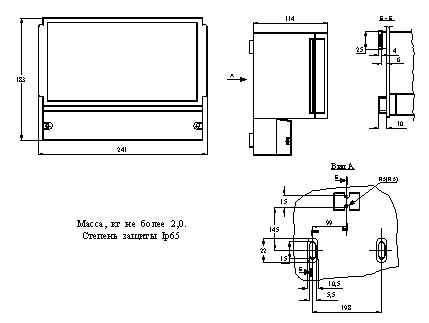 114
Б - Б
25
4
6
183
А
10
241
Вид А
Б
R5(R5)
15
Масса, кг не более 2,0.
Степень защиты Ip65
99
145
22
15
Б
10,5
5,5
198